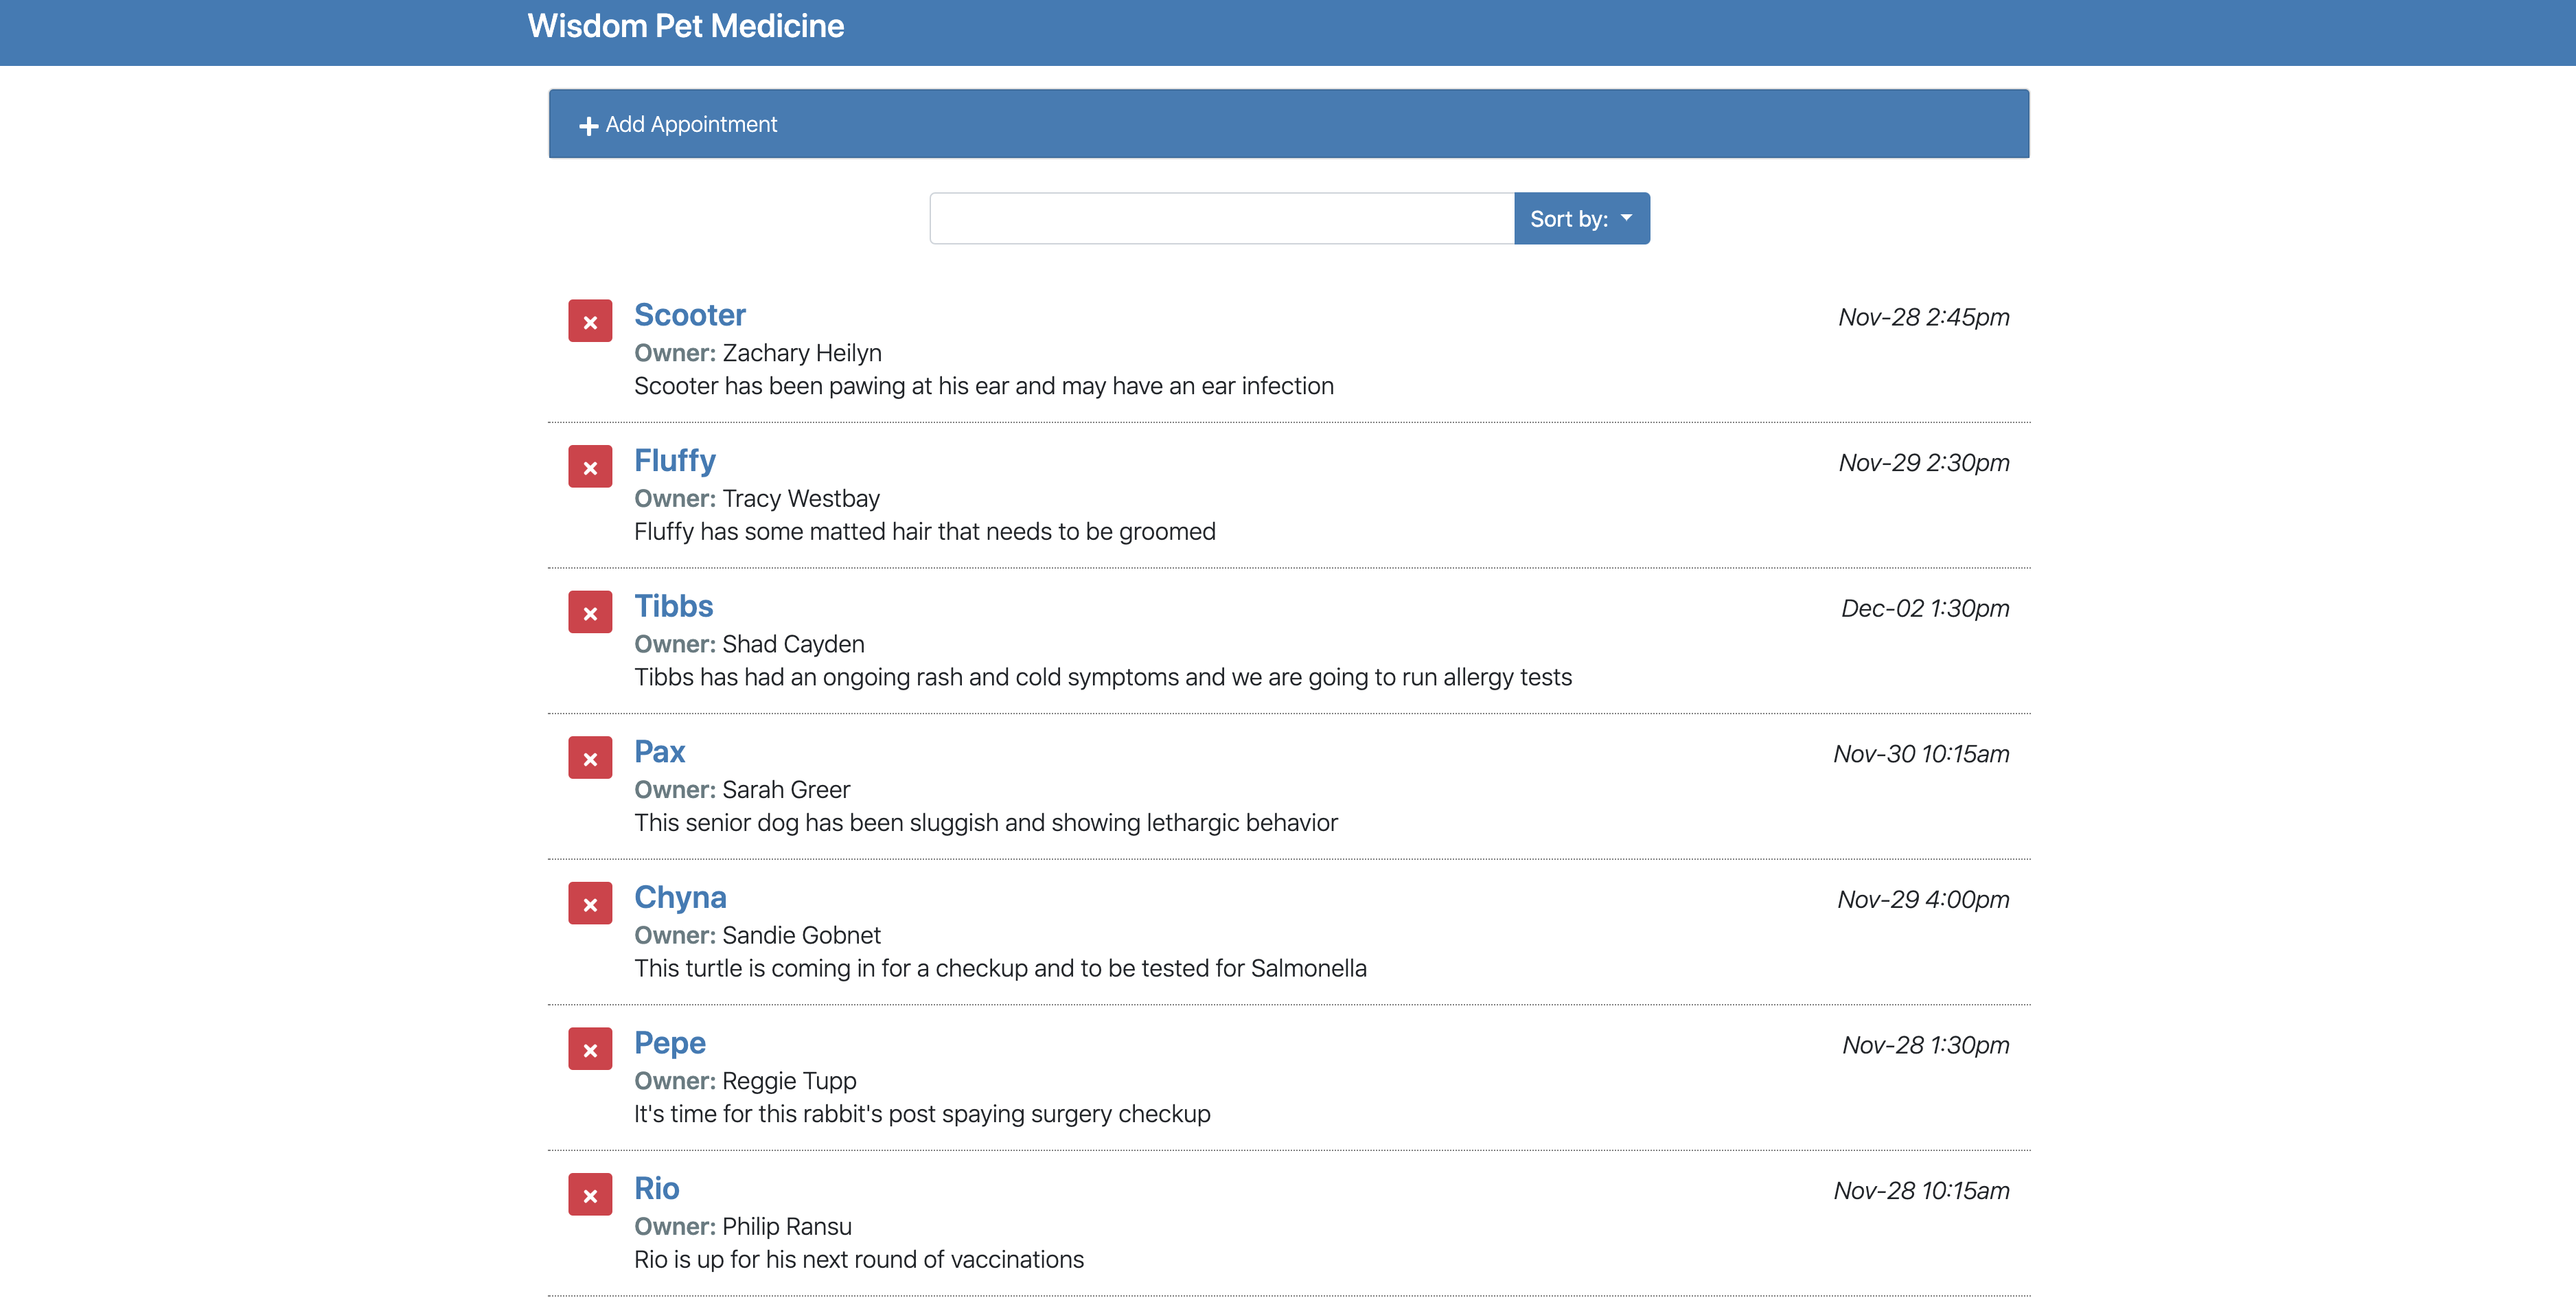 Wisdom Pet Medicine
Add Appointment
Sort by:
Scooter
Nov-28 2:45pm
Owner: Zachary Heilyn
Scooter has been pawing at his ear and may have an ear infection
Fluffy
Nov-29 2:30pm
Owner: Tracy Westbay
Fluffy has some matted hair that needs to be groomed
Tibbs
Dec-02 1:30pm
Owner: Shad Cayden
Tibbs has had an ongoing rash and cold symptoms and we are going to run allergy tests
Pax
Nov-30 10:15am
Owner: Sarah Greer
This senior dog has been sluggish and showing lethargic behavior
Chyna
Nov-29 4:00pm
Owner: Sandie Gobnet
This turtle is coming in for a checkup and to be tested for Salmonella
Pepe
Nov-28 1:30pm
Owner: Reggie Tupp
It's time for this rabbit's post spaying surgery checkup
Rio
Nov-28 10:15am
Owner: Philip Ransu
Rio is up for his next round of vaccinations